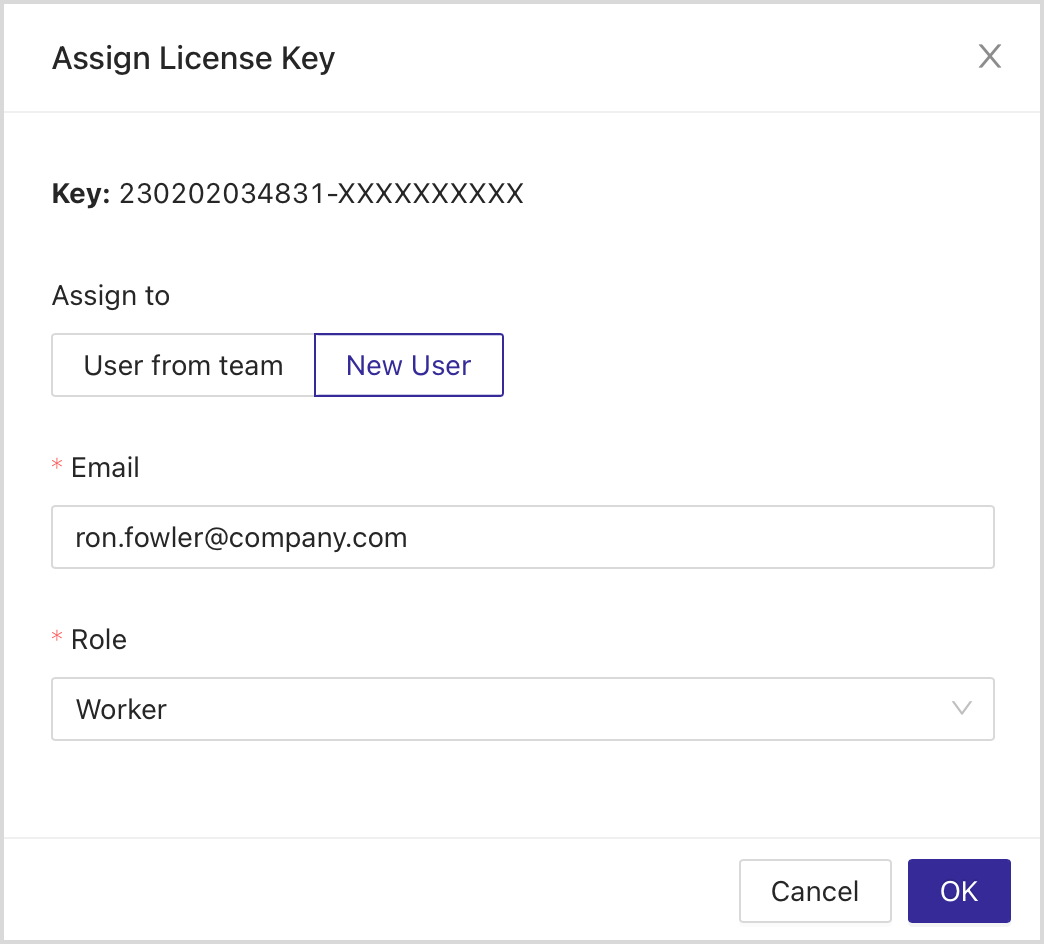 Assign License Key
Key: 230202034831-XXXXXXXXXX
Assign to
User from team New User
* Email
ron.fowler@company.com
* Role
Worker
Cancel OK